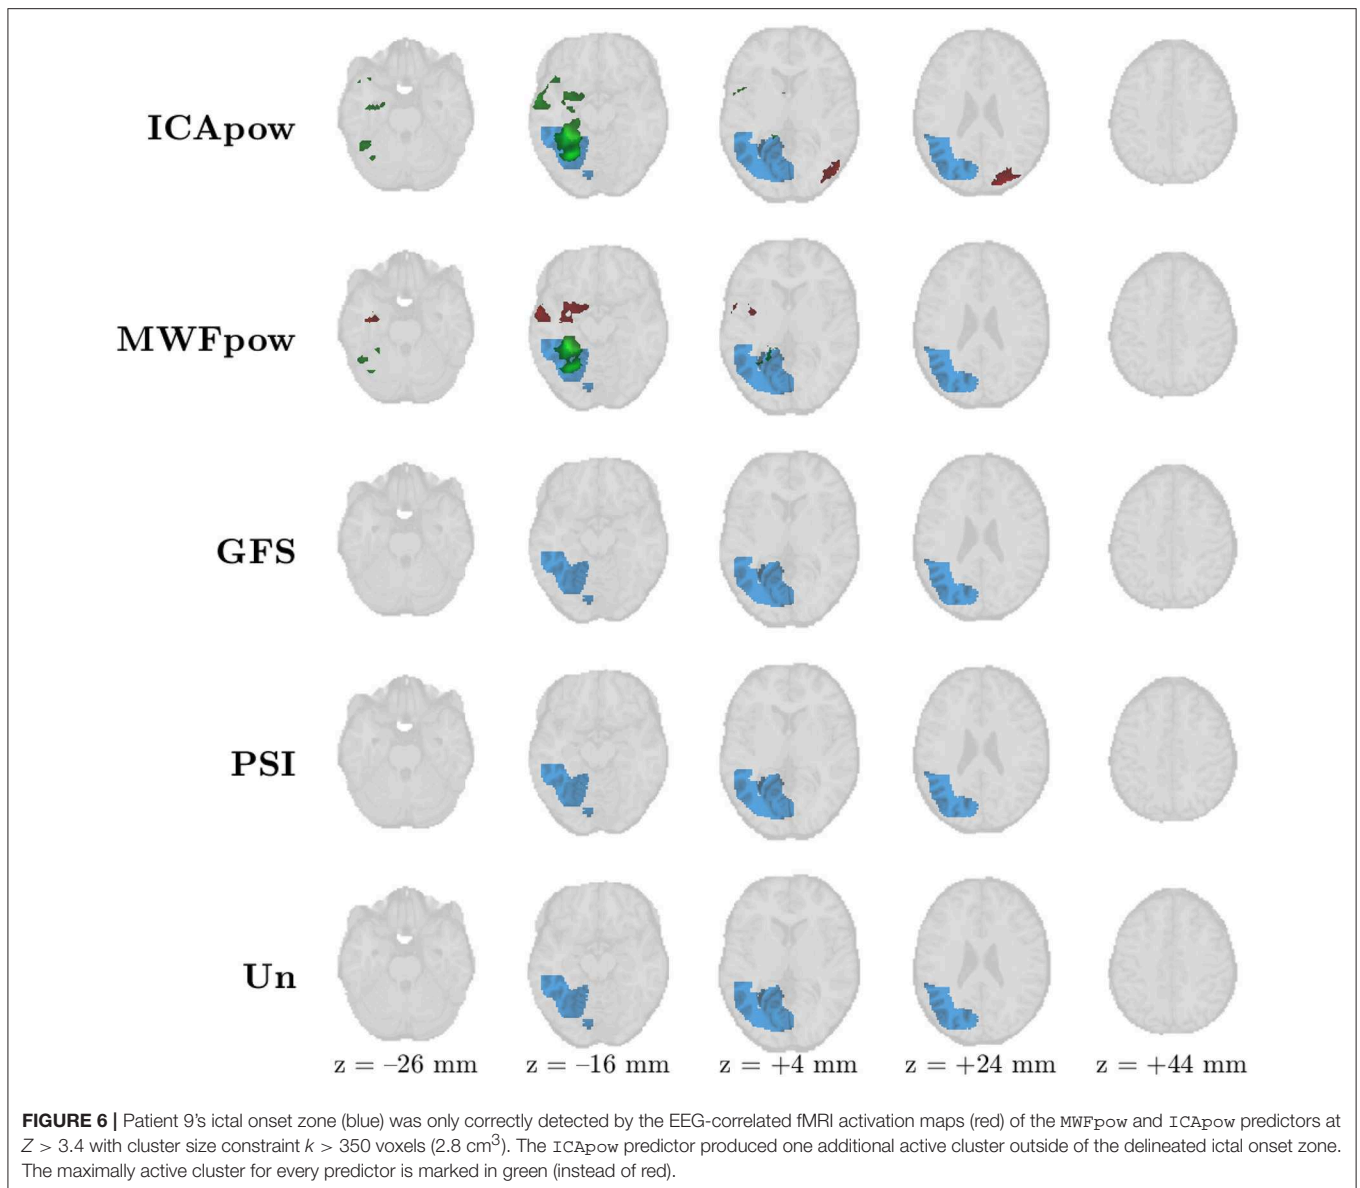 ICApow
MWFpow
GFS
PSI
Un
z = –26 mm z = –16 mm z = +4 mm z = +24 mm z = +44 mm
FIGURE 6 | Patient 9's ictal onset zone (blue) was only correctly detected by the EEG-correlated fMRI activation maps (red) of the MWFpow and ICApow predictors at
Z > 3.4 with cluster size constraint k > 350 voxels (2.8 cm³). The ICApow predictor produced one additional active cluster outside of the delineated ictal onset zone.
The maximally active cluster for every predictor is marked in green (instead of red).